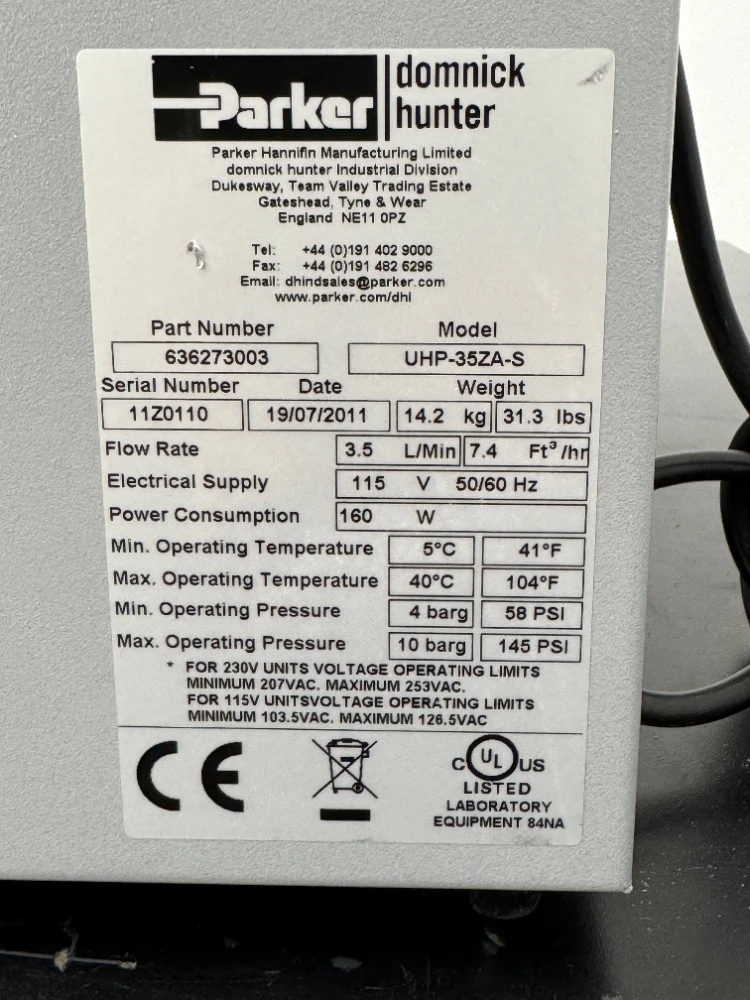 Parker
domnick
hunter
Parker Hannifin Manufacturing Limited
domnick hunter Industrial Division
Dukesway, Team Valley Trading Estate
Gateshead, Tyne & Wear
England NE11 0PZ
Tel: +44 (0)191 402 9000
Fax: +44 (0)191 482 6296
Email: dhindsales@parker.com
www.parker.com/dhi
Part Number Model
636273003 UHP-35ZA-S
Serial Number Date Weight
11Z0110 19/07/2011 14.2 kg 31.3 lbs
Flow Rate 3.5 L/Min 7.4 Ft³/hr
Electrical Supply 115 V 50/60 Hz
Power Consumption 160 W
Min. Operating Temperature 5°C 41°F
Max. Operating Temperature 40°C 104°F
Min. Operating Pressure 4 barg 58 PSI
Max. Operating Pressure 10 barg 145 PSI
* FOR 230V UNITS VOLTAGE OPERATING LIMITS
MINIMUM 207VAC. MAXIMUM 253VAC.
FOR 115V UNITSVOLTAGE OPERATING LIMITS
MINIMUM 103.5VAC. MAXIMUM 126.5VAC
CE
C UL US
LISTED
LABORATORY
EQUIPMENT 84NA